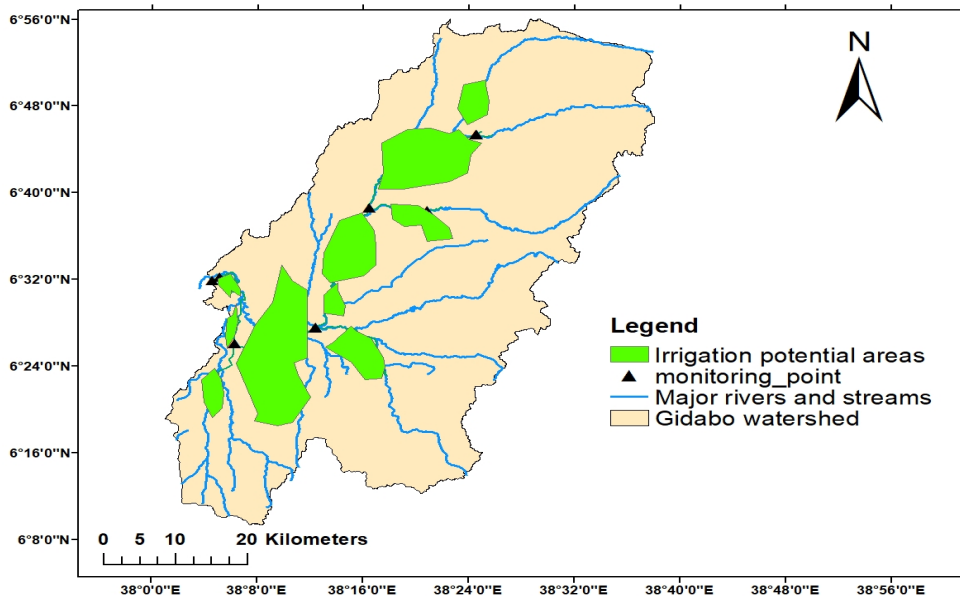 6°56'0"N
6°48'0"N
6°40'0"N
6°32'0"N
6°24'0"N
6°16'0"N
6°8'0"N
N
Legend
Irrigation potential areas
monitoring_point
Major rivers and streams
Gidabo watershed
0 5 10 20 Kilometers
38°0'0"E 38°8'0"E 38°16'0"E 38°24'0"E 38°32'0"E 38°40'0"E 38°48'0"E 38°56'0"E